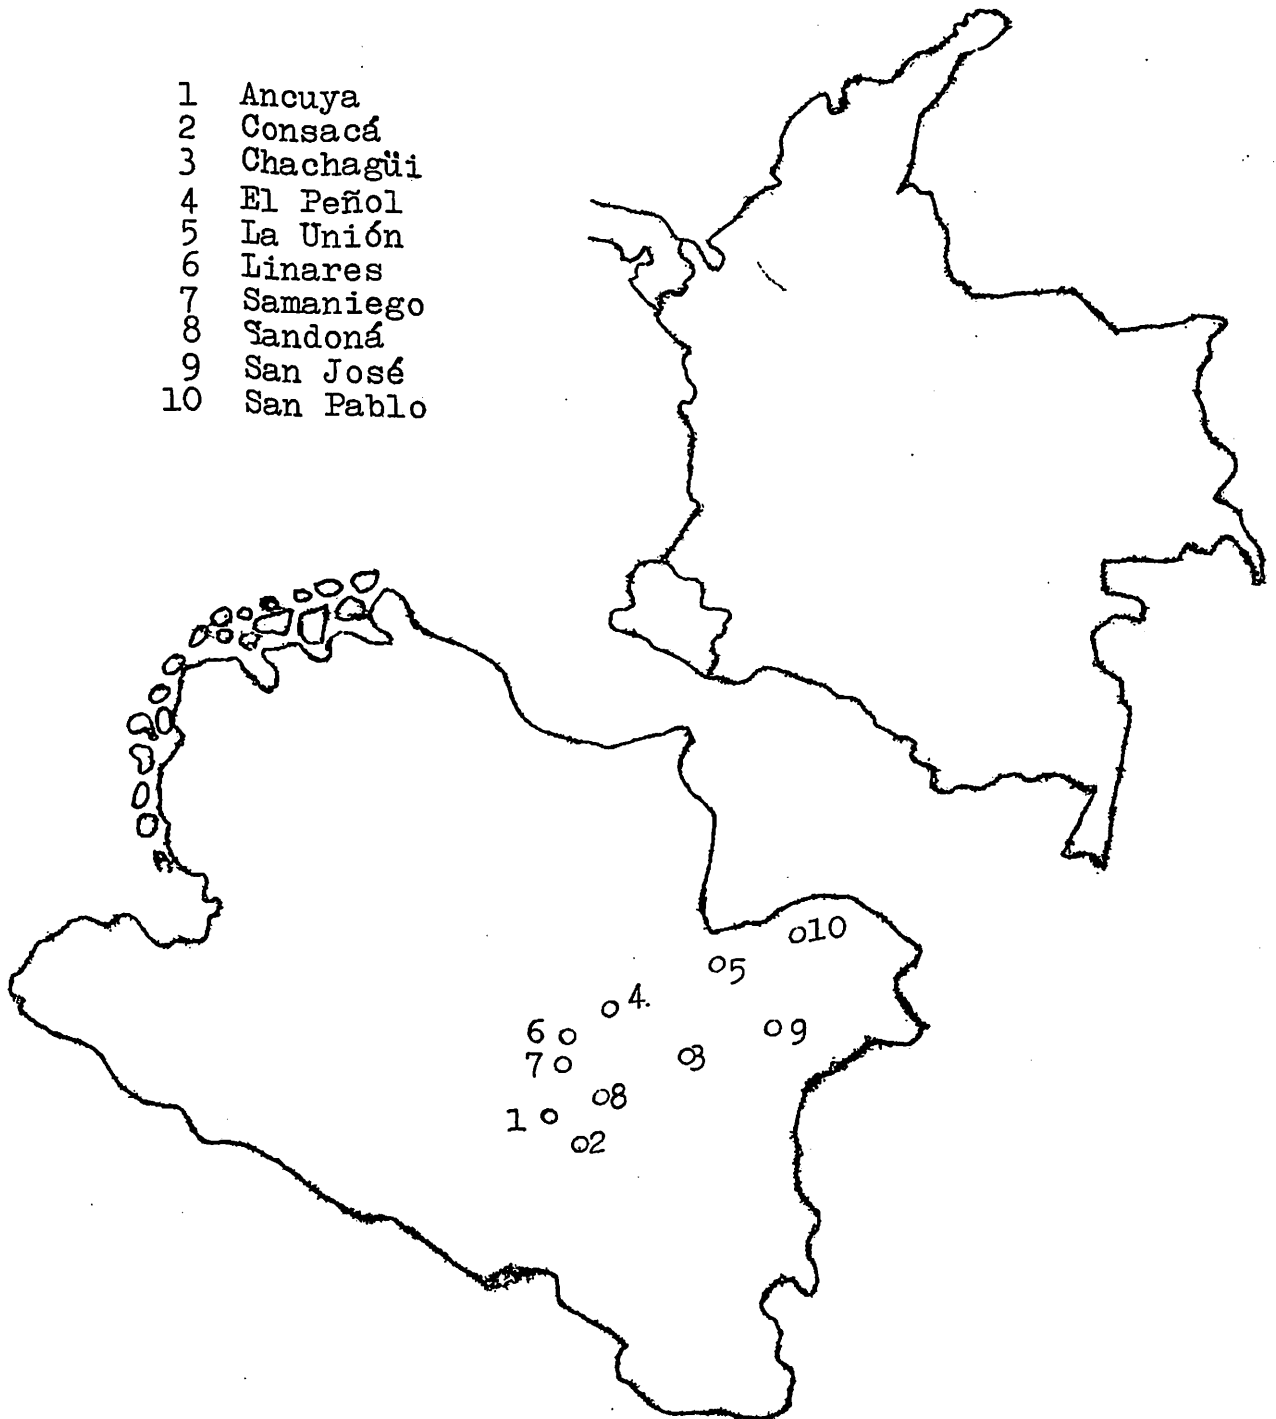 1 Ancuya
2 Consacá
3 Chachagüi
4 El Peñol
5 La Unión
6 Linares
7 Samaniego
8 Sandoná
9 San José
10 San Pablo
10
5
4.
6
9
7
3
8
1
2